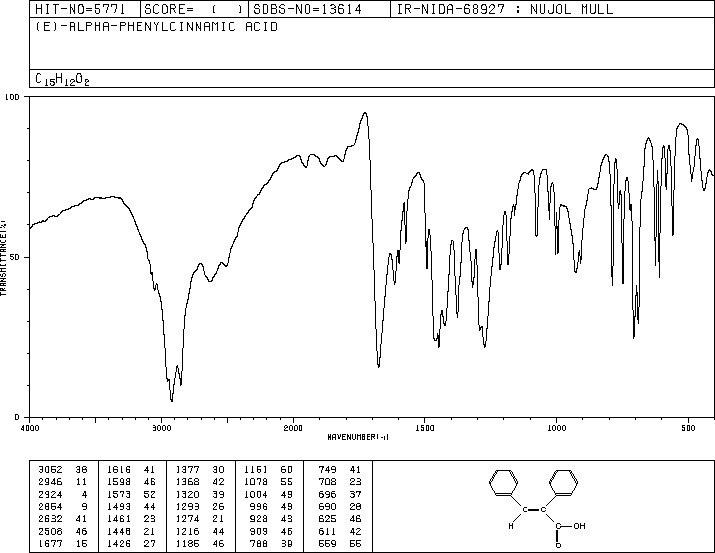 HIT-NO=5771 SCORE= ( ) SDBS-NO=13614 IR-NIDA-68927 : NUJOL MULL
(E)-ALPHA-PHENYLCINNAMIC ACID
C15H12O2
100
50
0
TRANSMITTANCE(%)
4000 3000 2000 1500 1000 500
WAVENUMBER(-1)
3062 38 1616 41 1377 30 1161 60 749 41
2946 11 1598 46 1368 42 1078 55 708 23
2924 4 1573 52 1320 39 1004 49 696 37
2854 9 1493 44 1293 26 996 49 690 28
2632 41 1461 23 1274 21 928 43 625 46
2508 46 1448 21 1216 44 909 46 611 42
1677 15 1426 27 1185 46 788 39 559 55
C C
H C OH
O